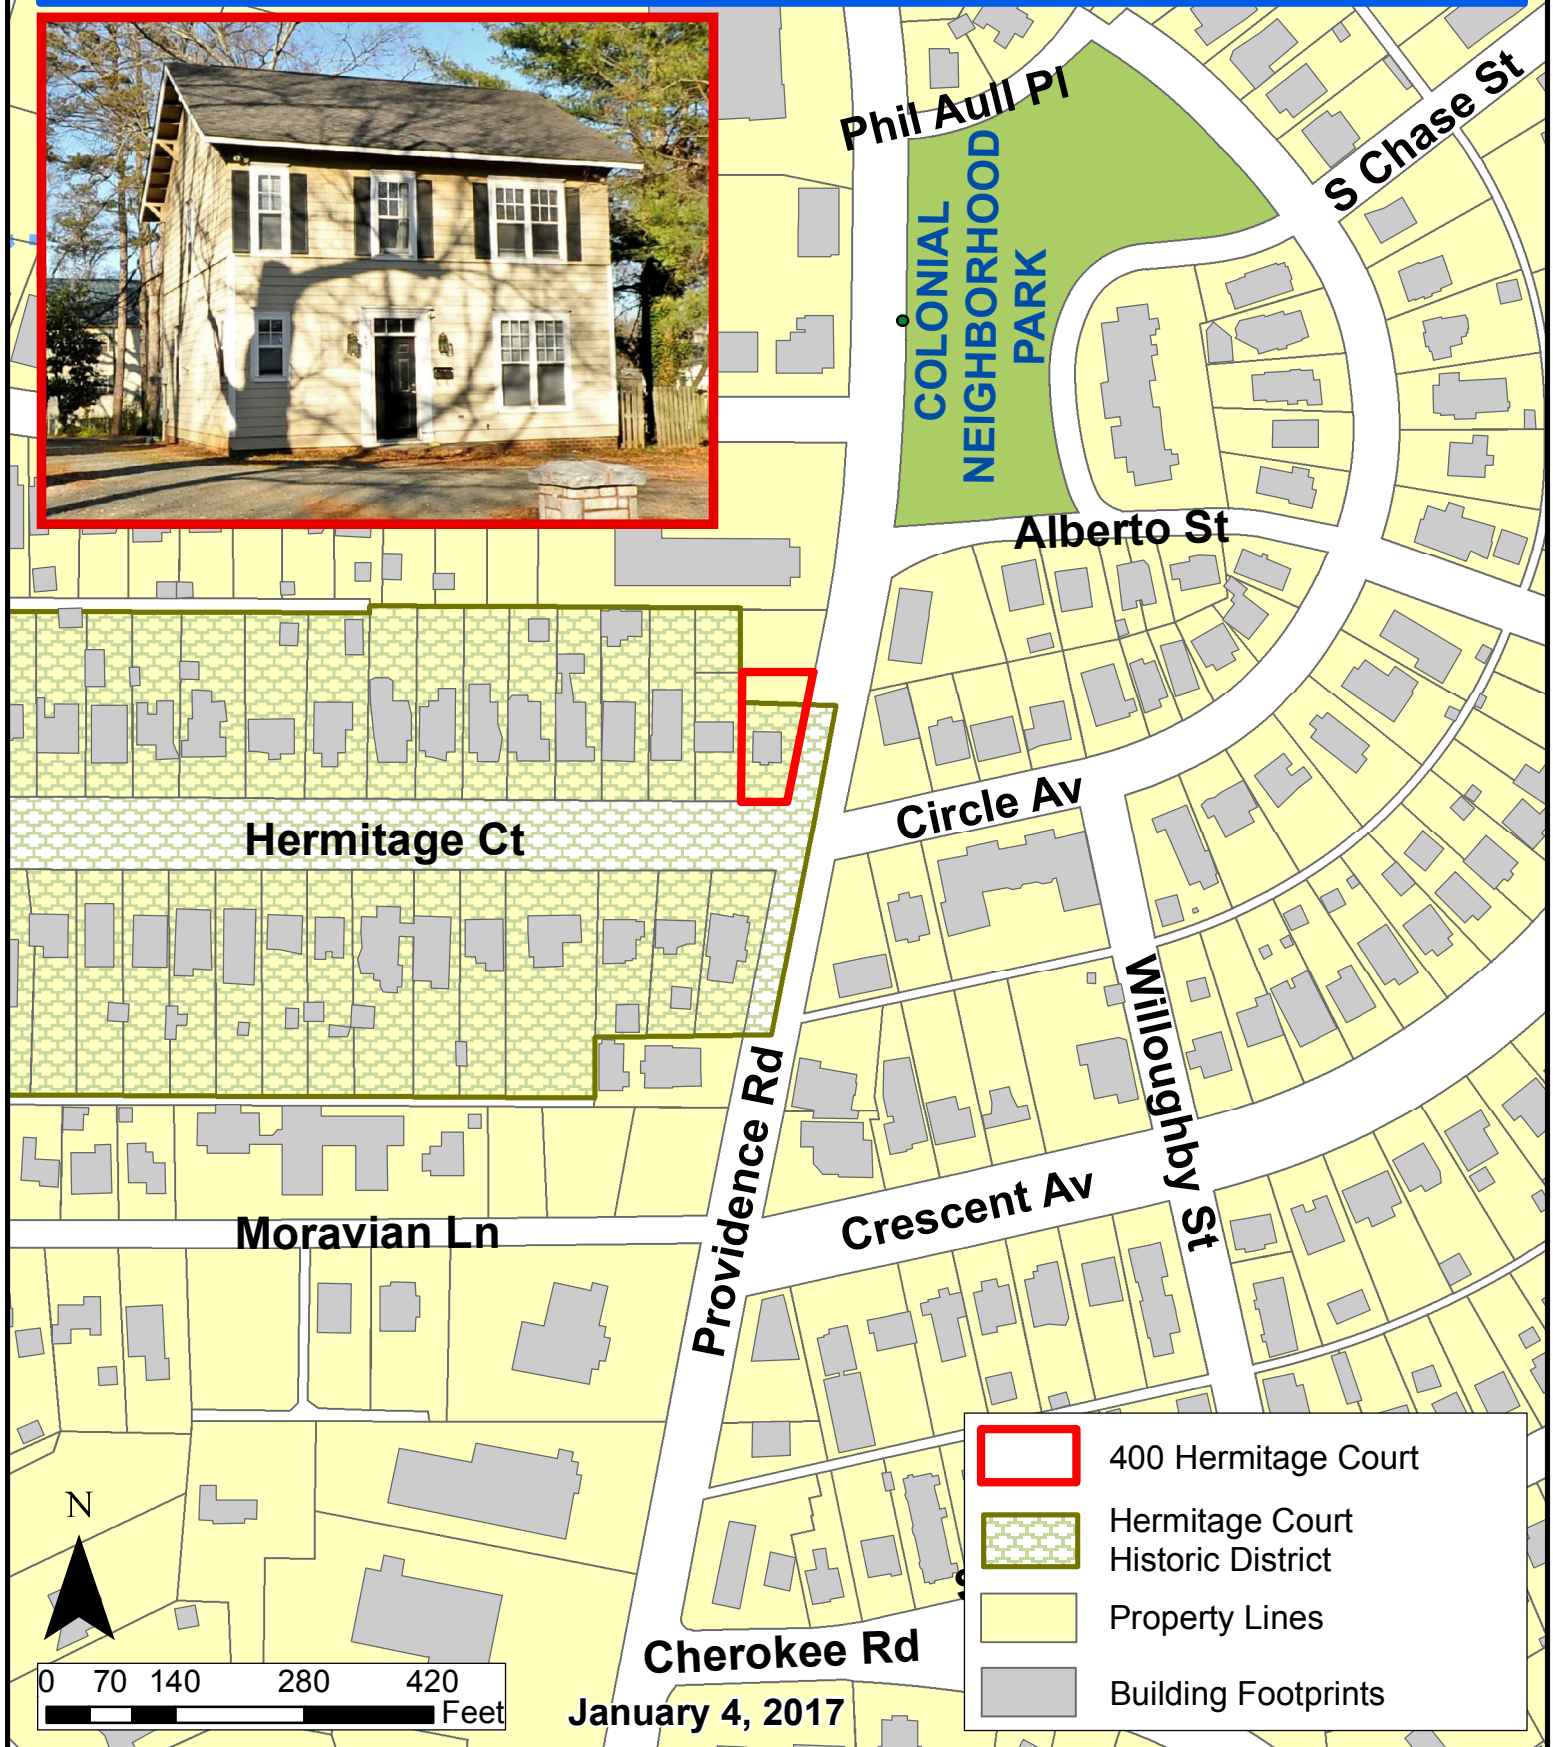 Phil Aull Pl
S Chase St
COLONIAL
NEIGHBORHOOD
PARK
Alberto St
Circle Av
Hermitage Ct
Willoughby St
Providence Rd
Crescent Av
Moravian Ln
400 Hermitage Court
Hermitage Court
Historic District
Property Lines
Building Footprints
N
Cherokee Rd
0 70 140 280 420
Feet
January 4, 2017